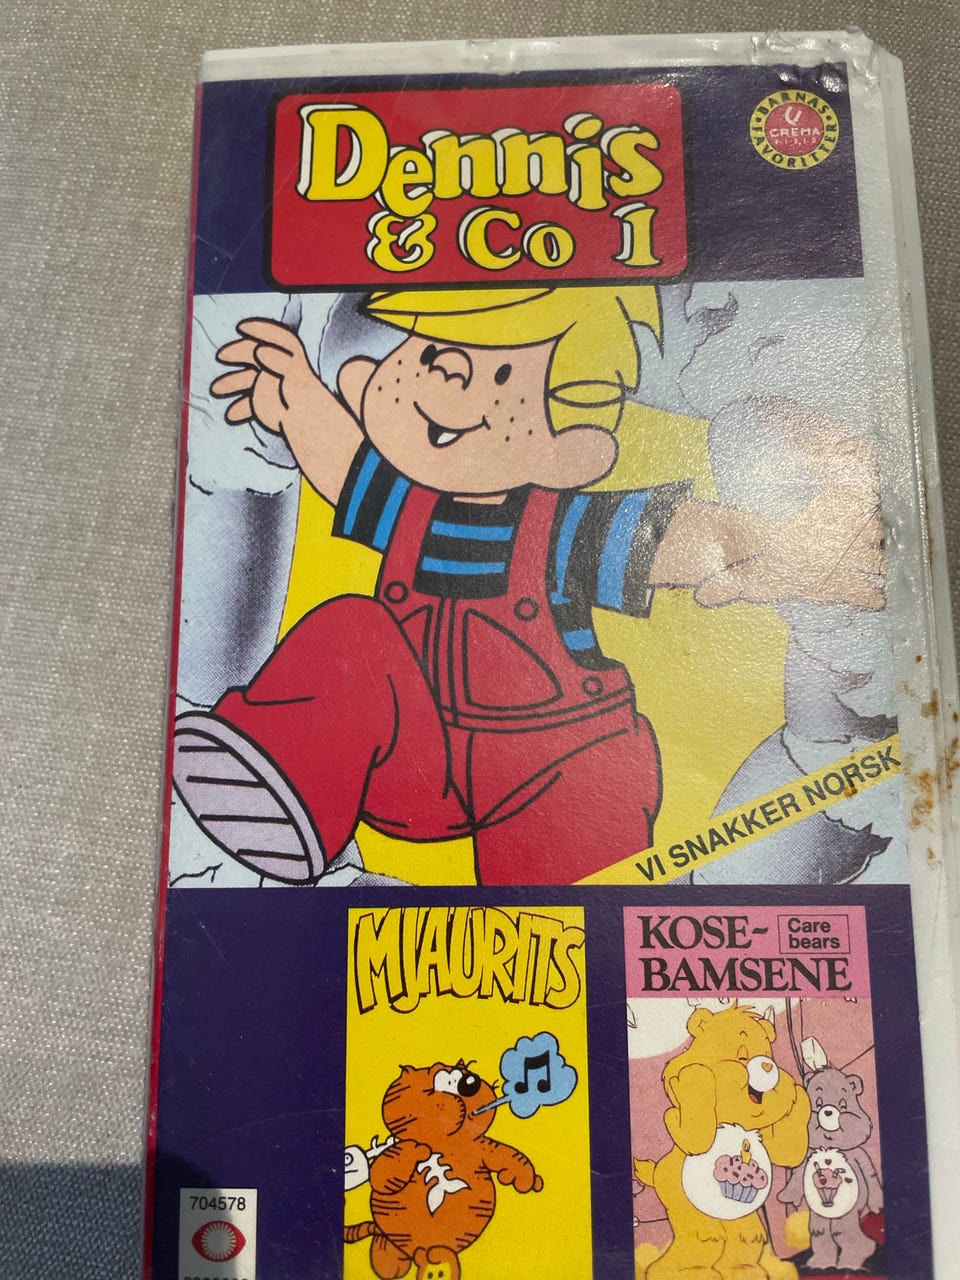 Dennis
& Co 1
BARNAS
CREMA
FAVORITTER
VI SNAKKER NORSK
MJAURITS
KOSE-
BAMSENE
Care
bears
704578